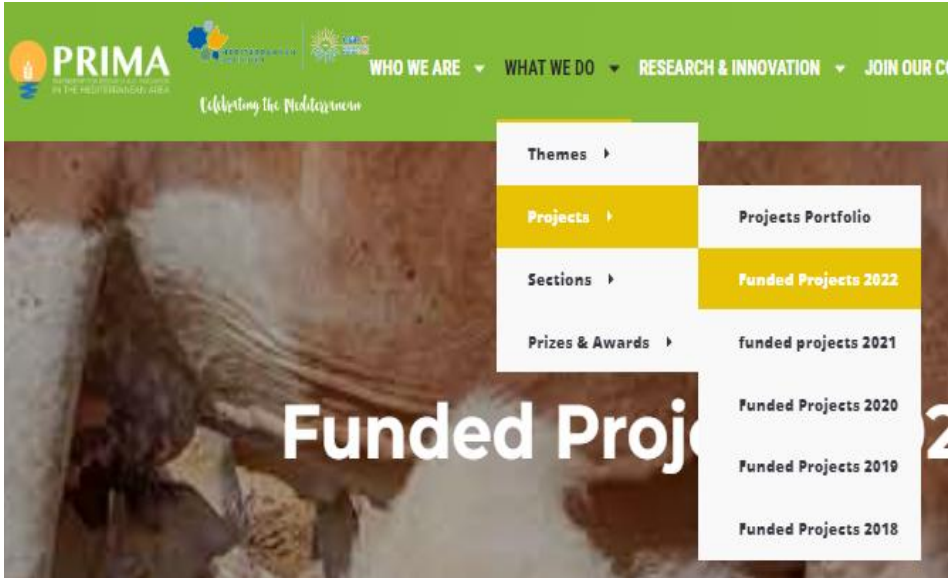 PRIMA
IN THE MEDITERRANEAN AREA
Celebrating the Mediterranean
WHO WE ARE
WHAT WE DO
RESEARCH & INNOVATION
JOIN OUR CO
Themes
Projects
Sections
Prizes & Awards
Projects Portfolio
Funded Projects 2022
funded projects 2021
Funded Projects 2020
Funded Projects 2019
Funded Projects 2018
Funded Proj 2